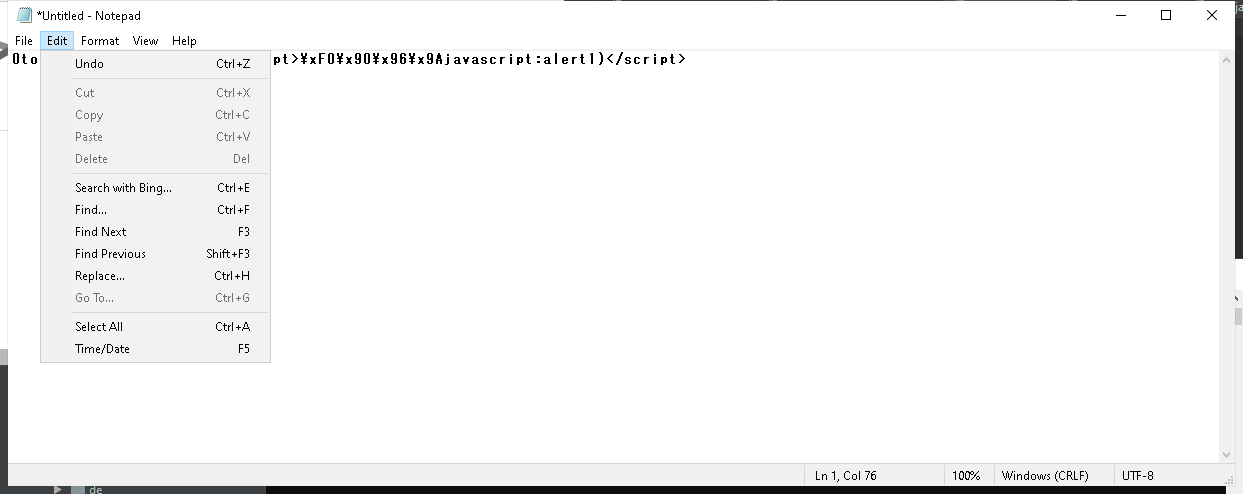 *Untitled - Notepad
File Edit Format View Help
Oto pt>¥xF0¥x90¥x96¥x9Ajavascript:alert1)</script>
Undo Ctrl+Z
Cut Ctrl+X
Copy Ctrl+C
Paste Ctrl+V
Delete Del
Search with Bing... Ctrl+E
Find... Ctrl+F
Find Next F3
Find Previous Shift+F3
Replace... Ctrl+H
Go To... Ctrl+G
Select All Ctrl+A
Time/Date F5
Ln 1, Col 76 100% Windows (CRLF) UTF-8
de